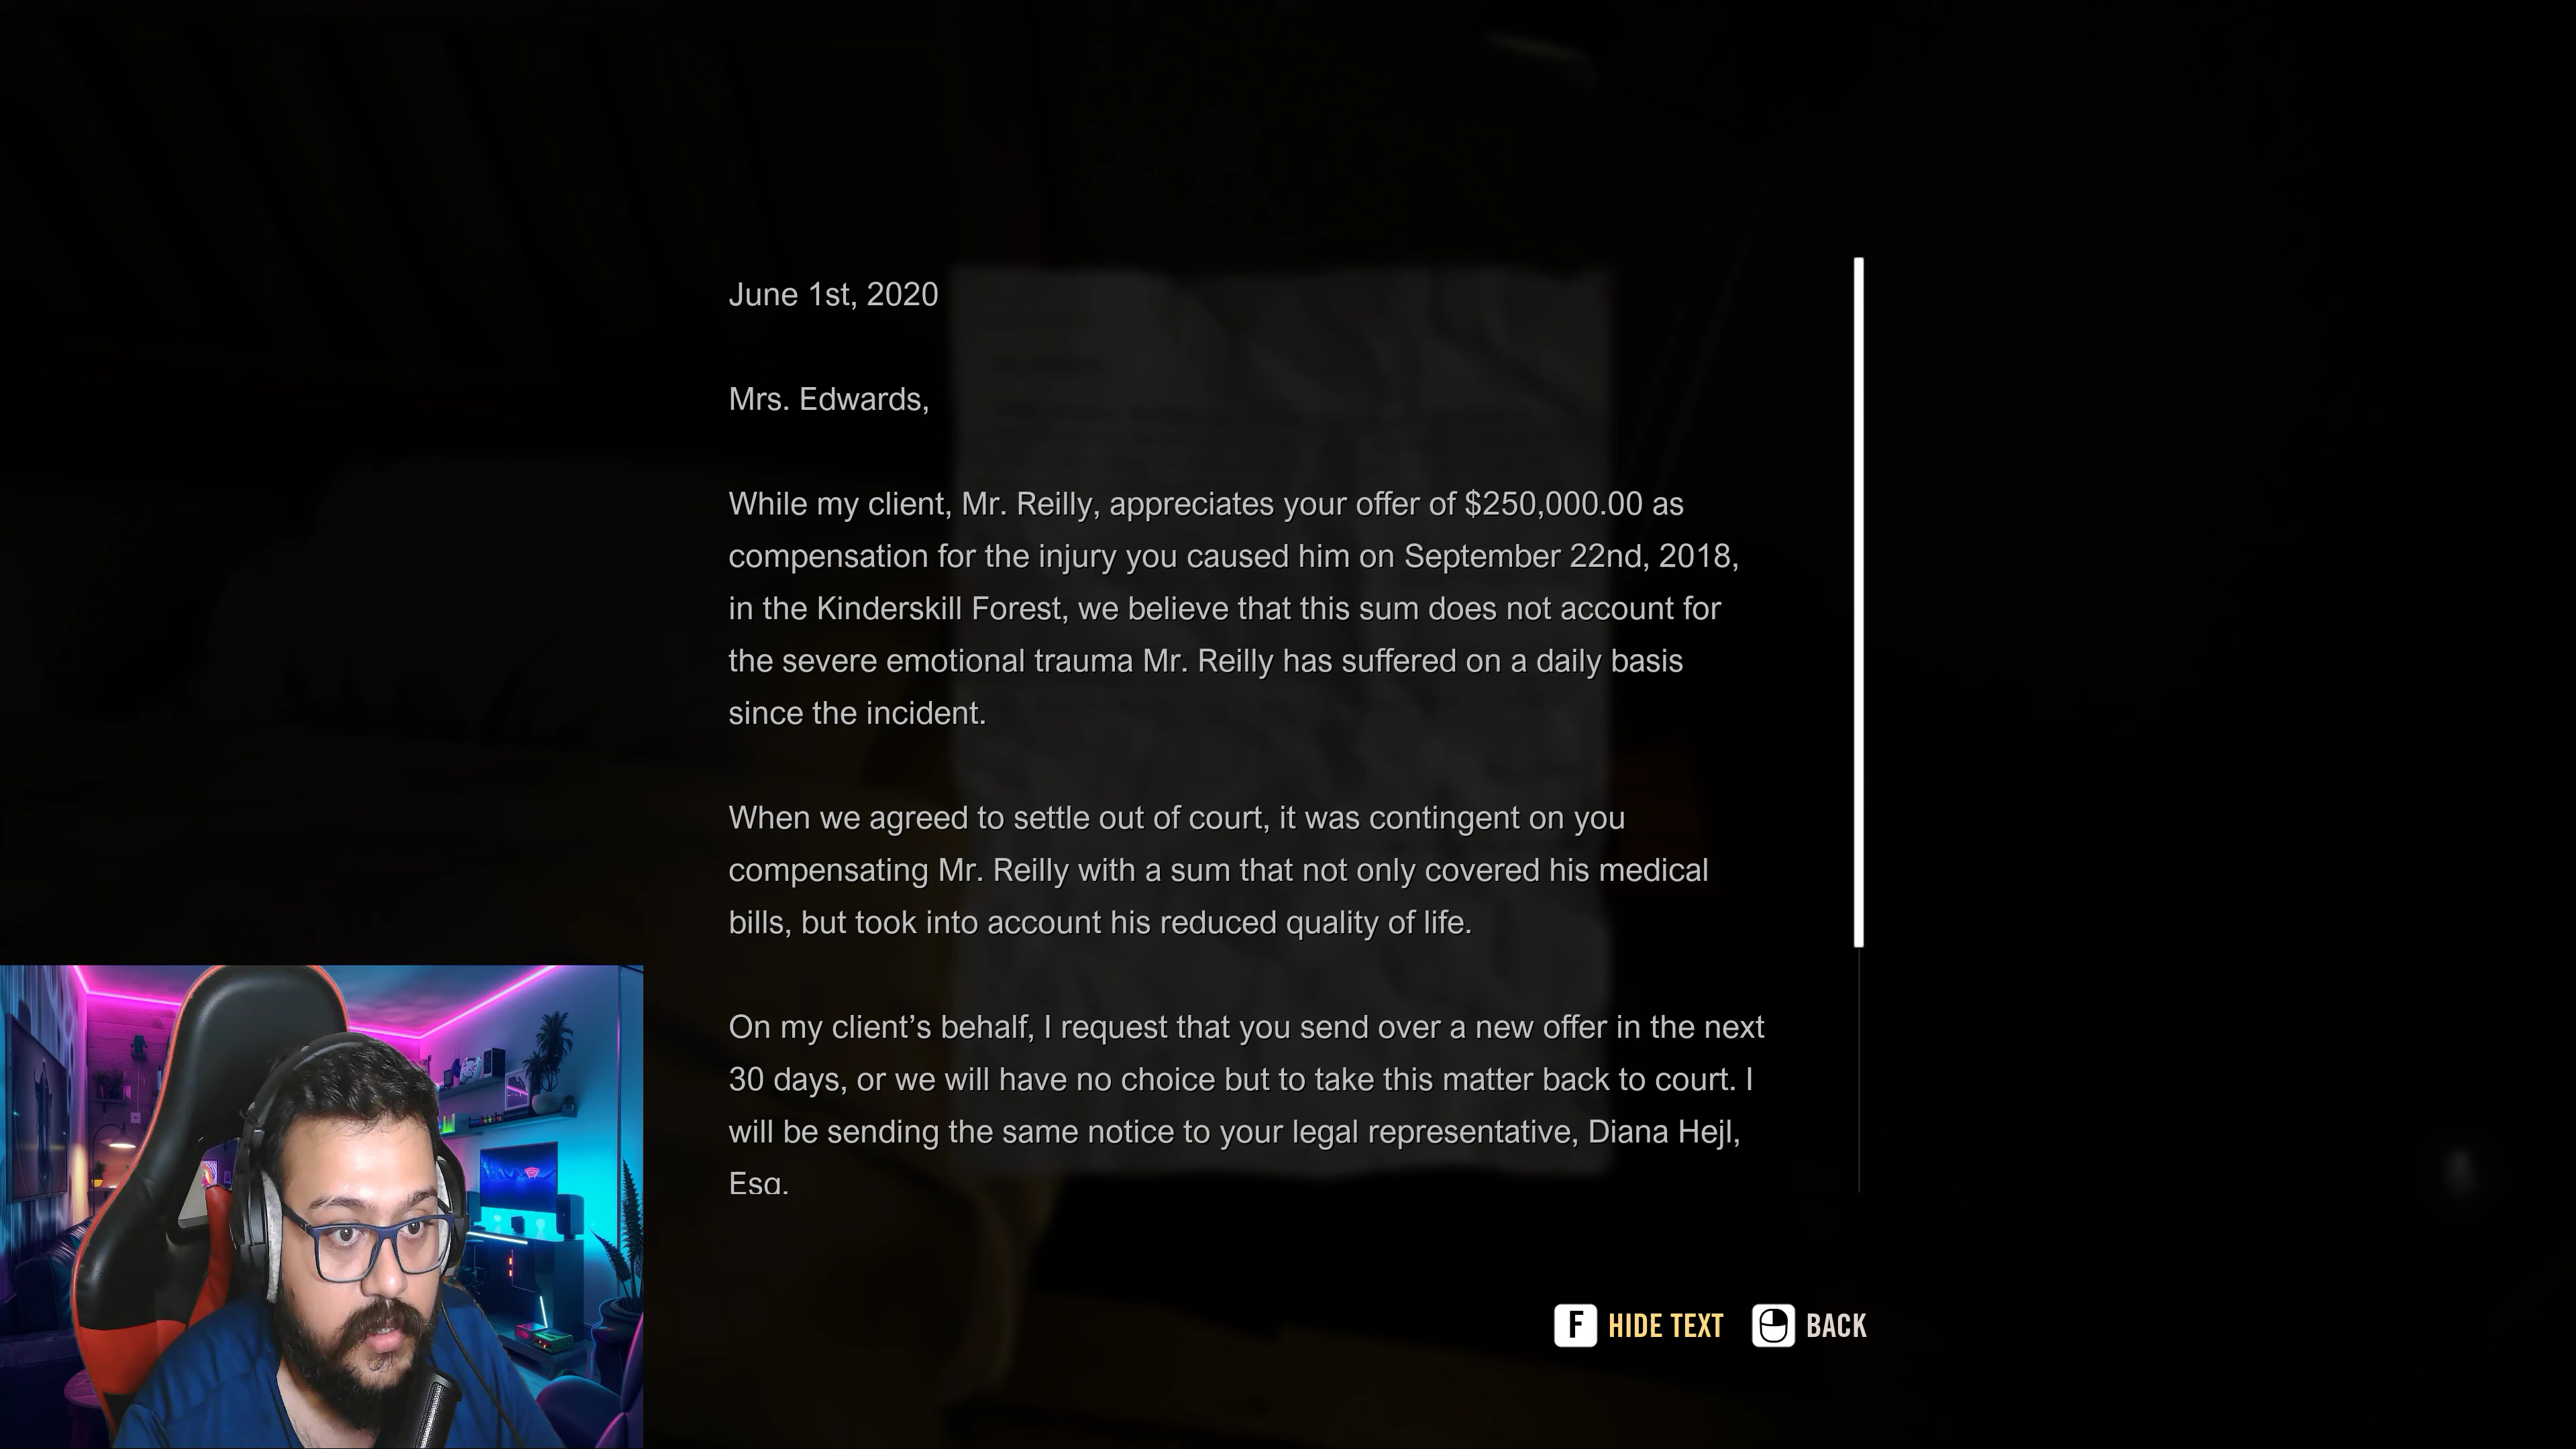 June 1st, 2020
Mrs. Edwards,
While my client, Mr. Reilly, appreciates your offer of $250,000.00 as
compensation for the injury you caused him on September 22nd, 2018,
in the Kinderskill Forest, we believe that this sum does not account for
the severe emotional trauma Mr. Reilly has suffered on a daily basis
since the incident.
When we agreed to settle out of court, it was contingent on you
compensating Mr. Reilly with a sum that not only covered his medical
bills, but took into account his reduced quality of life.
On my client’s behalf, I request that you send over a new offer in the next
30 days, or we will have no choice but to take this matter back to court. I
will be sending the same notice to your legal representative, Diana Hejl,
Esq.
F HIDE TEXT BACK